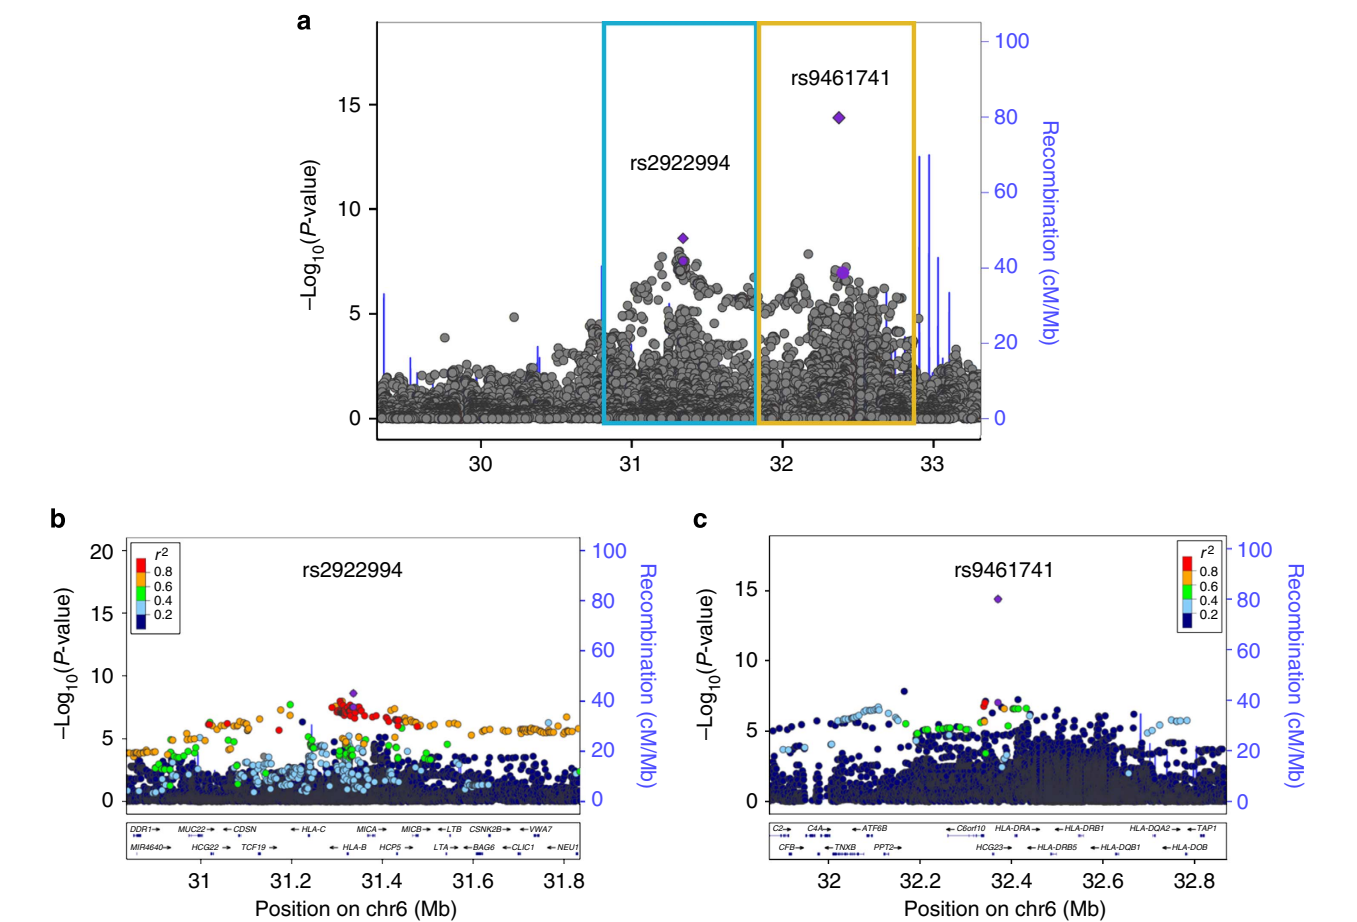 a
rs9461741
rs2922994
–Log10(P-value)
15
10
5
0
100
80
60
40
20
0
Recombination (cM/Mb)
30 31 32 33
b
rs2922994
r2
0.8
0.6
0.4
0.2
–Log10(P-value)
20
15
10
5
0
100
80
60
40
20
0
Recombination (cM/Mb)
DDR1→ MUC22→ ←CDSN ←HLA-C MICA→ MICB→ ←LTB CSNK2B→ ←VWA7
MIR4640→ HCG22→ TCF19→ ←HLA-B HCP5→ LTA→ ←BAG6 ←CLIC1 ←NEU1
31 31.2 31.4 31.6 31.8
Position on chr6 (Mb)
c
rs9461741
r2
0.8
0.6
0.4
0.2
–Log10(P-value)
15
10
5
0
100
80
60
40
20
0
Recombination (cM/Mb)
C2→ C4A→ ←ATF6B ←C6orf10 HLA-DRA→ ←HLA-DRB1 HLA-DQA2→ ←TAP1
CFB→ ←TNXB PPT2→ HCG23→ ←HLA-DRB5 ←HLA-DQB1 ←HLA-DOB
32 32.2 32.4 32.6 32.8
Position on chr6 (Mb)